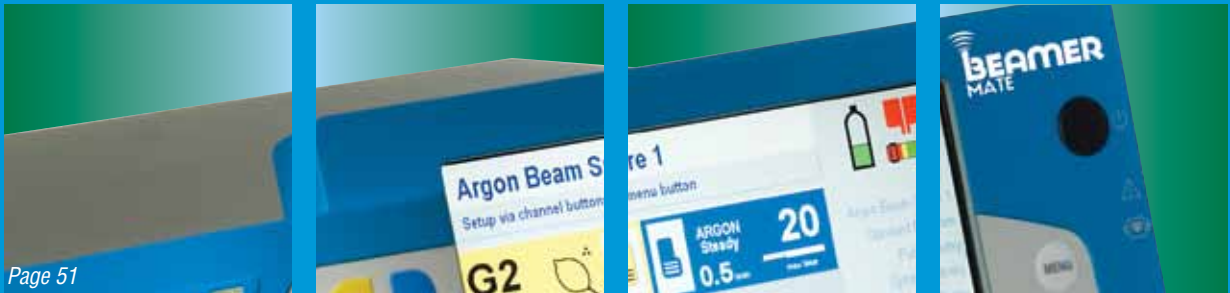 BEAMER
MATE
Argon Beam S re 1
Setup via channel button menu button
ARGON
Steady
20
0.5
G2
MENU
Page 51